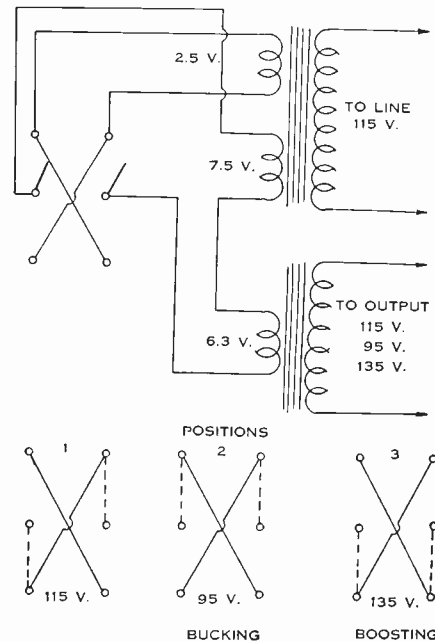 2.5 V.
TO LINE
115 V.
7.5 V.
6.3 V.
TO OUTPUT
115 V.
95 V.
135 V.
POSITIONS
1 2 3
115 V. 95 V. 135 V.
BUCKING BOOSTING